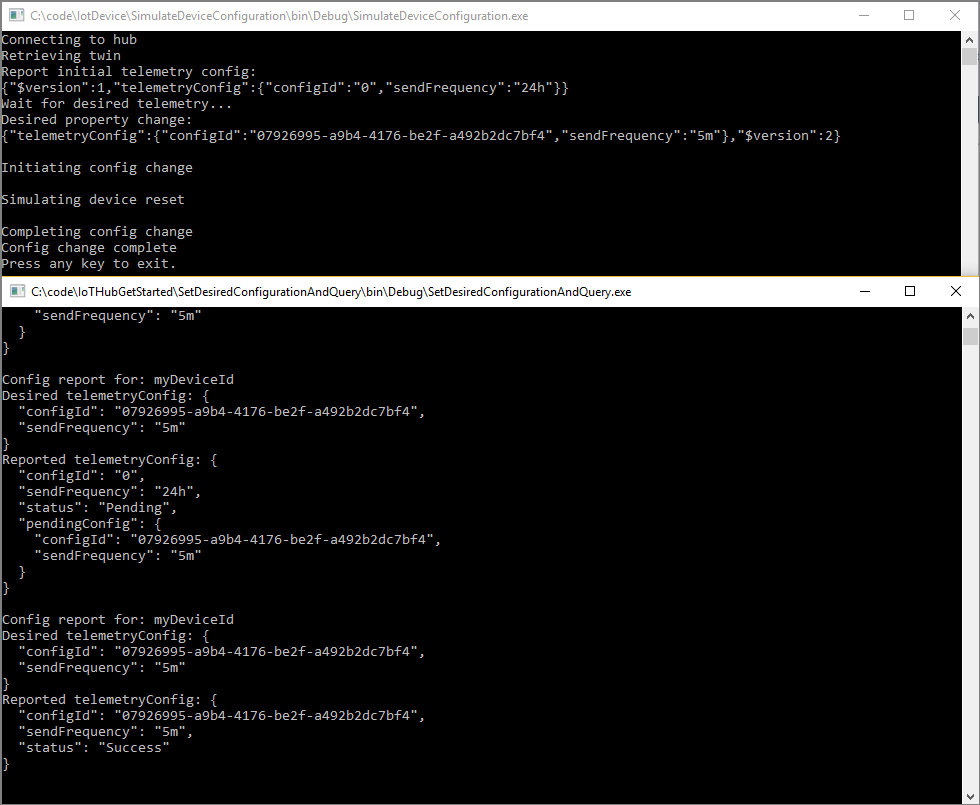 C:\code\IotDevice\SimulateDeviceConfiguration\bin\Debug\SimulateDeviceConfiguration.exe
Connecting to hub
Retrieving twin
Report initial telemetry config:
{"$version":1,"telemetryConfig":{"configId":"0","sendFrequency":"24h"}}
Wait for desired telemetry...
Desired property change:
{"telemetryConfig":{"configId":"07926995-a9b4-4176-be2f-a492b2dc7bf4","sendFrequency":"5m"},"$version":2}
Initiating config change
Simulating device reset
Completing config change
Config change complete
Press any key to exit.
C:\code\IoTHubGetStarted\SetDesiredConfigurationAndQuery\bin\Debug\SetDesiredConfigurationAndQuery.exe
    "sendFrequency": "5m"
  }
}
Config report for: myDeviceId
Desired telemetryConfig: {
  "configId": "07926995-a9b4-4176-be2f-a492b2dc7bf4",
  "sendFrequency": "5m"
}
Reported telemetryConfig: {
  "configId": "0",
  "sendFrequency": "24h",
  "status": "Pending",
  "pendingConfig": {
    "configId": "07926995-a9b4-4176-be2f-a492b2dc7bf4",
    "sendFrequency": "5m"
  }
}
Config report for: myDeviceId
Desired telemetryConfig: {
  "configId": "07926995-a9b4-4176-be2f-a492b2dc7bf4",
  "sendFrequency": "5m"
}
Reported telemetryConfig: {
  "configId": "07926995-a9b4-4176-be2f-a492b2dc7bf4",
  "sendFrequency": "5m",
  "status": "Success"
}